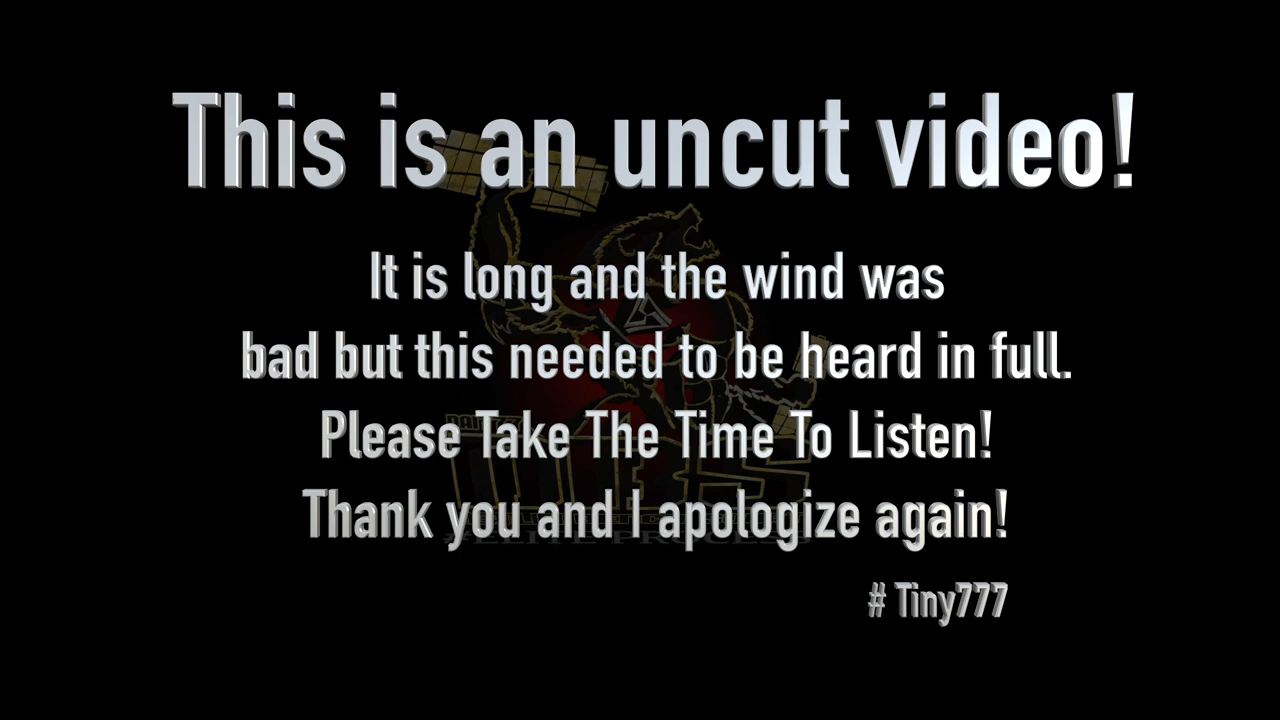 This is an uncut video!
It is long and the wind was
bad but this needed to be heard in full.
Please Take The Time To Listen!
Thank you and I apologize again!
# Tiny777